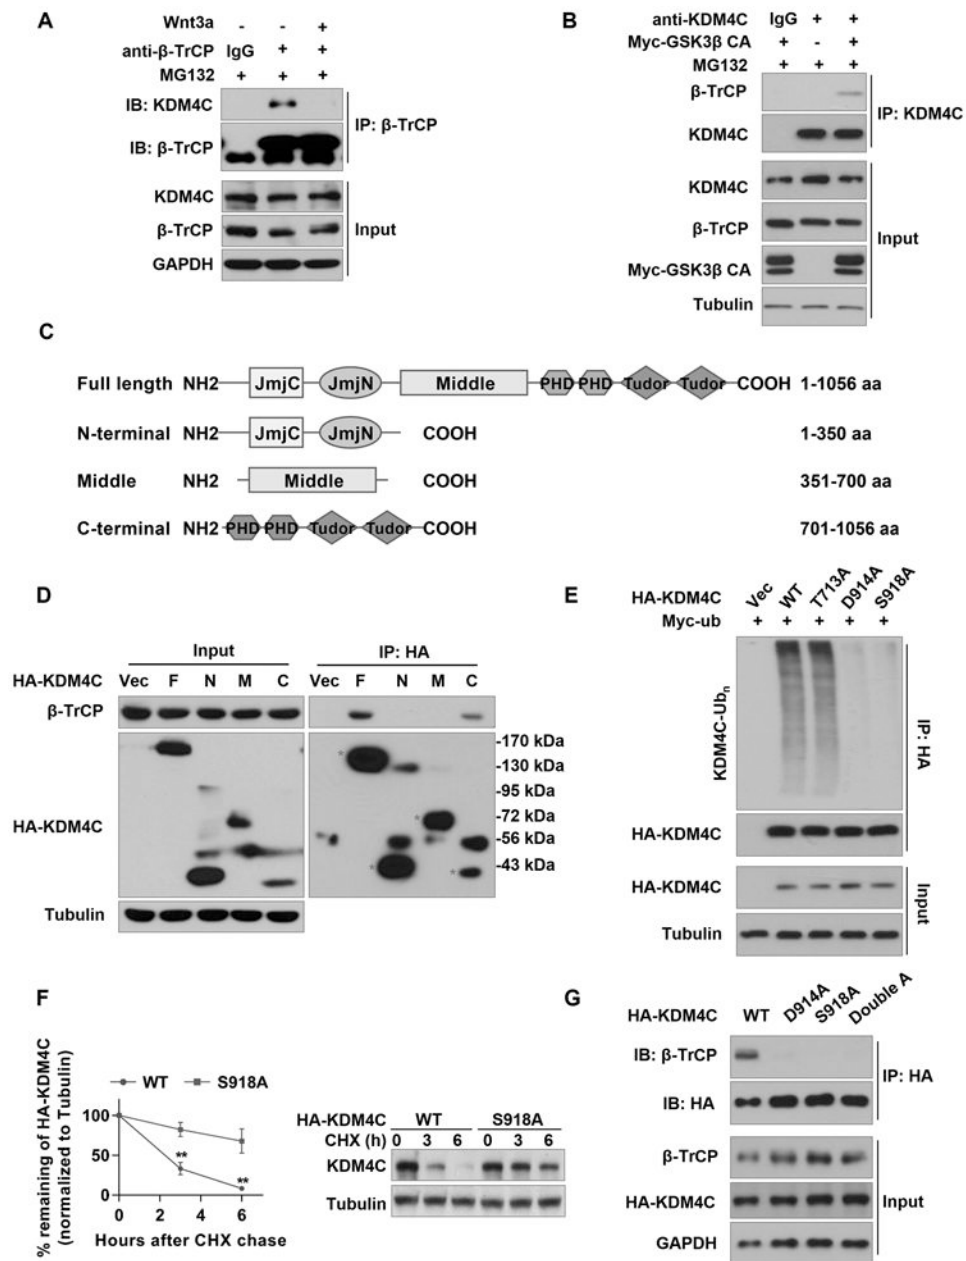 A
Wnt3a - - +
anti-β-TrCP IgG + +
MG132 + + +
IB: KDM4C
IB: β-TrCP
IP: β-TrCP
KDM4C
β-TrCP
GAPDH
Input
B
anti-KDM4C IgG + +
Myc-GSK3β CA + - +
MG132 + + +
β-TrCP
KDM4C
IP: KDM4C
KDM4C
β-TrCP
Myc-GSK3β CA
Tubulin
Input
C
Full length NH2 JmjC JmjN Middle PHD PHD Tudor Tudor COOH 1-1056 aa
N-terminal NH2 JmjC JmjN COOH 1-350 aa
Middle NH2 Middle COOH 351-700 aa
C-terminal NH2 PHD PHD Tudor Tudor COOH 701-1056 aa
D
Input IP: HA
HA-KDM4C Vec F N M C Vec F N M C
β-TrCP
HA-KDM4C
-170 kDa
-130 kDa
-95 kDa
-72 kDa
-56 kDa
-43 kDa
* * * *
Tubulin
E
HA-KDM4C Vec WT T713A D914A S918A
Myc-ub + + + + +
KDM4C-Ubn
HA-KDM4C
IP: HA
HA-KDM4C
Tubulin
Input
F
% remaining of HA-KDM4C
(normalized to Tubulin)
WT S918A
100
50
0
** **
0 2 4 6
Hours after CHX chase
HA-KDM4C WT S918A
CHX (h) 0 3 6 0 3 6
KDM4C
Tubulin
G
HA-KDM4C WT D914A S918A Double A
IB: β-TrCP
IB: HA
IP: HA
β-TrCP
HA-KDM4C
GAPDH
Input